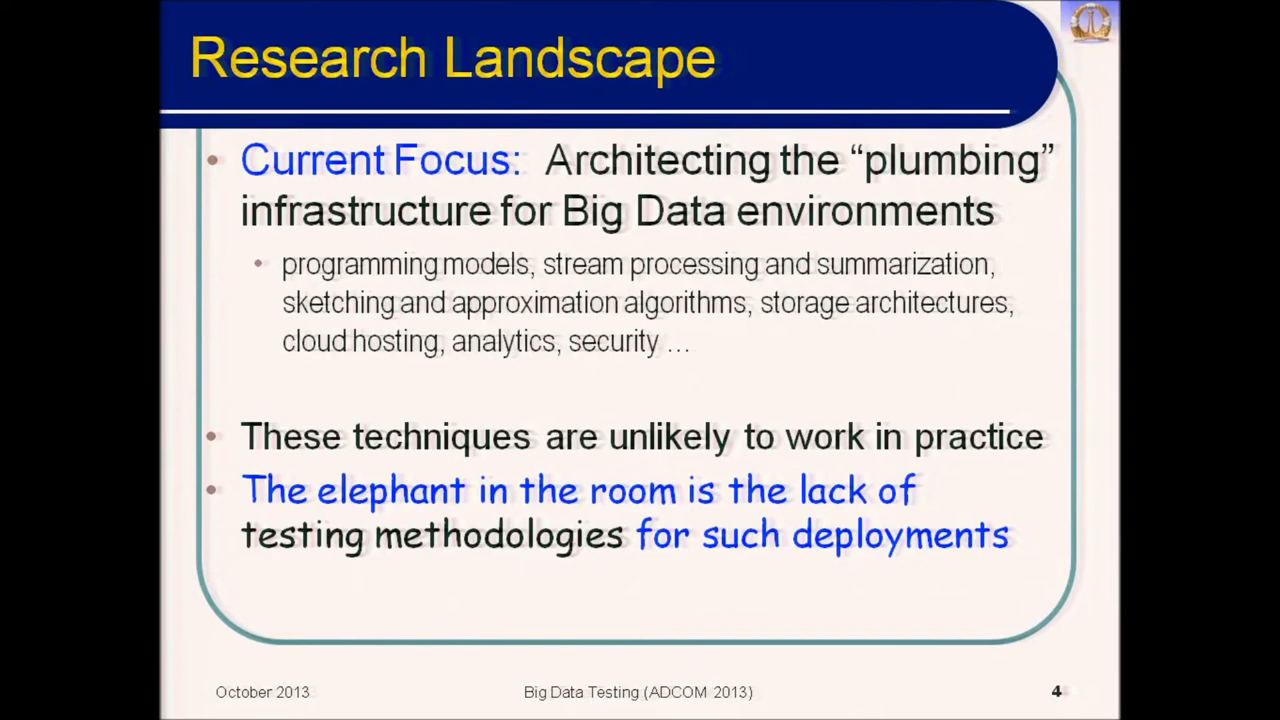 Research Landscape
• Current Focus: Architecting the “plumbing”
infrastructure for Big Data environments
• programming models, stream processing and summarization,
sketching and approximation algorithms, storage architectures,
cloud hosting, analytics, security …
• These techniques are unlikely to work in practice
• The elephant in the room is the lack of
testing methodologies for such deployments
October 2013
Big Data Testing (ADCOM 2013)
4